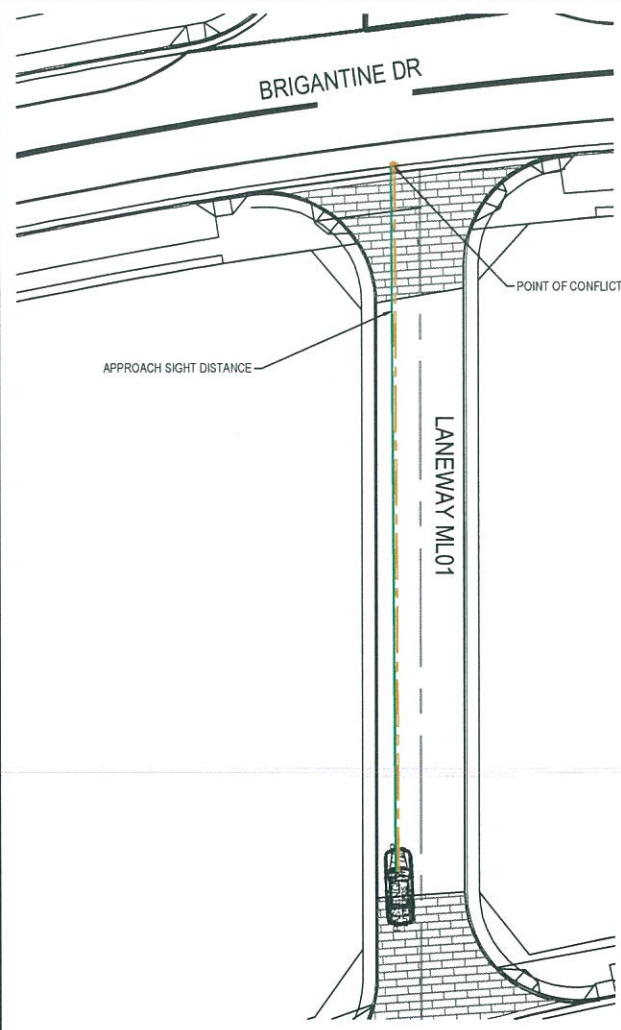 BRIGANTINE DR
POINT OF CONFLICT
APPROACH SIGHT DISTANCE
LANEWAY ML01